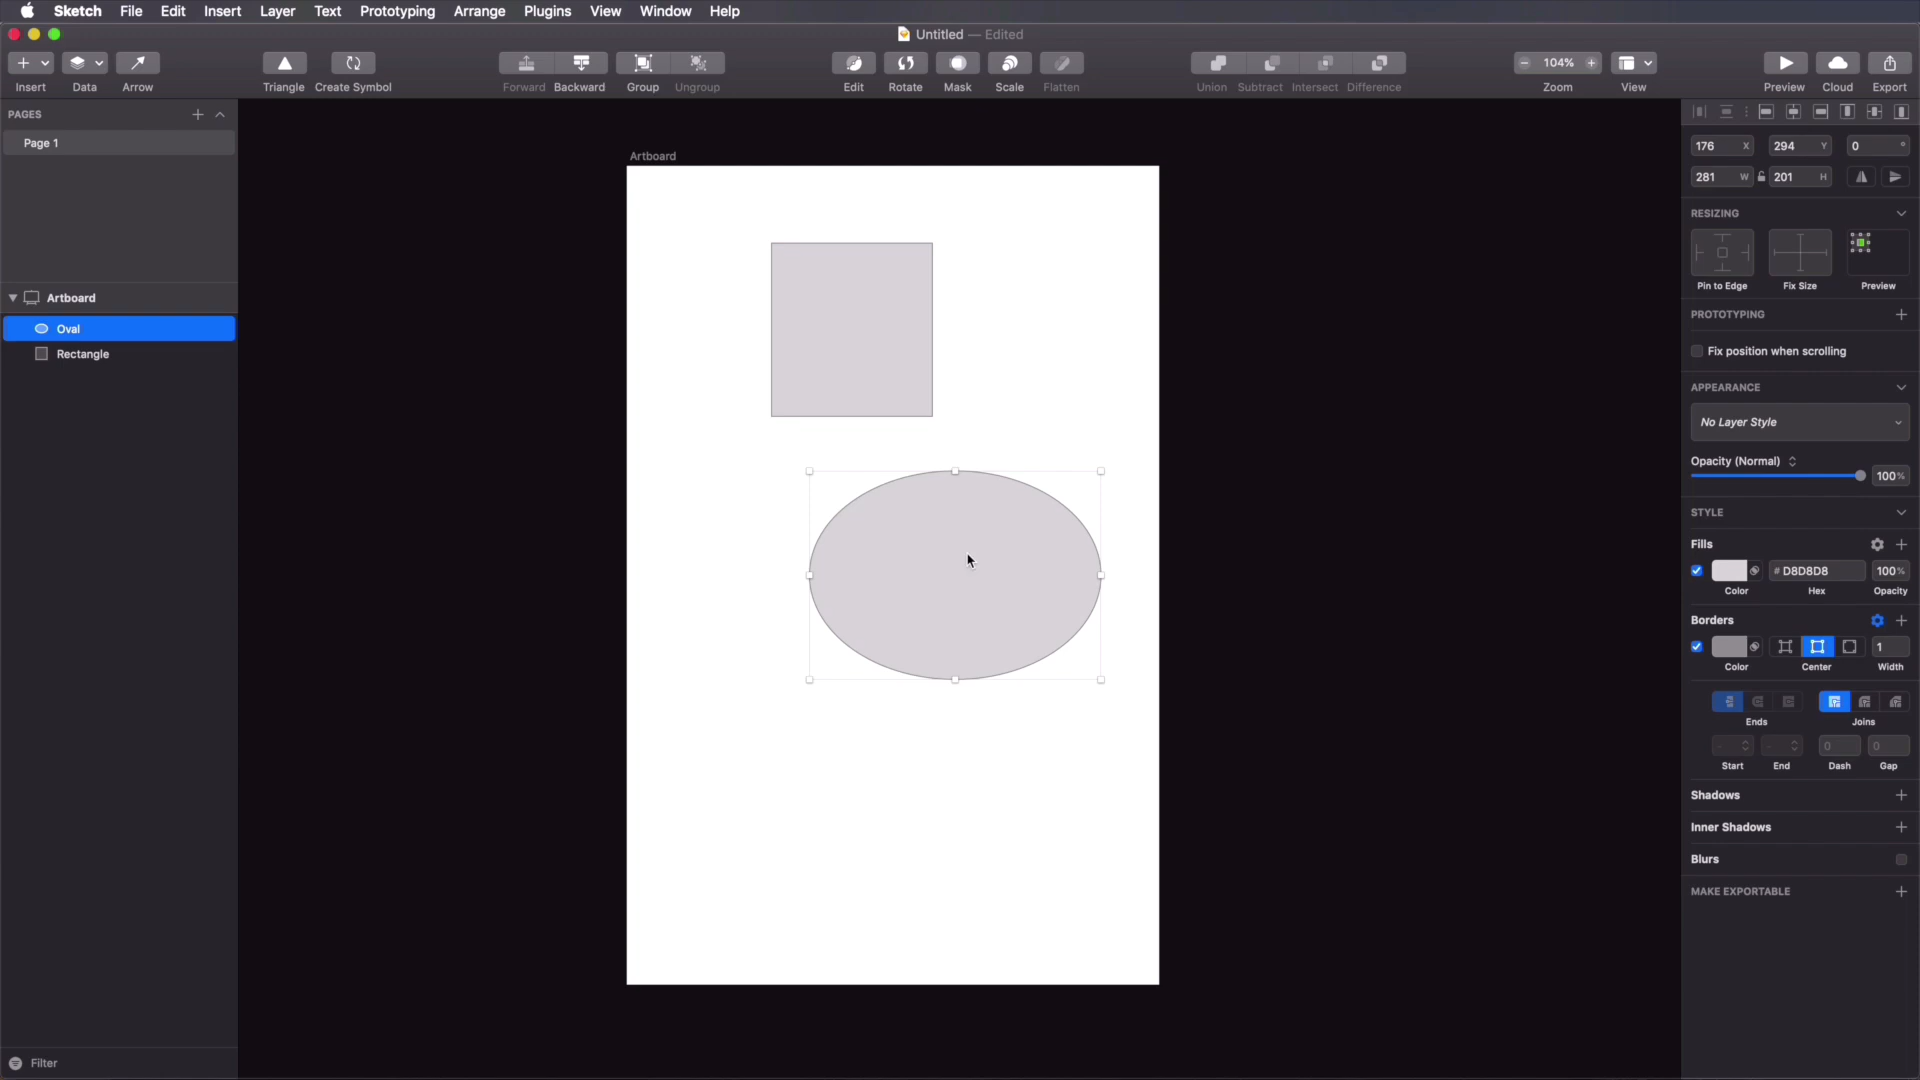 Sketch File Edit Insert Layer Text Prototyping Arrange Plugins View Window Help
Untitled — Edited
104%
Insert Data Arrow Triangle Create Symbol Forward Backward Group Ungroup Edit Rotate Mask Scale Flatten Union Subtract Intersect Difference Zoom View Preview Cloud Export
PAGES
Page 1
Artboard
Oval
Rectangle
Filter
Artboard
176 X 294 Y 0 °
281 W 201 H
RESIZING
Pin to Edge Fix Size Preview
PROTOTYPING
Fix position when scrolling
APPEARANCE
No Layer Style
Opacity (Normal)
100%
STYLE
Fills
# D8D8D8 100%
Color Hex Opacity
Borders
1
Color Center Width
Ends Joins
- - 0 0
Start End Dash Gap
Shadows
Inner Shadows
Blurs
MAKE EXPORTABLE